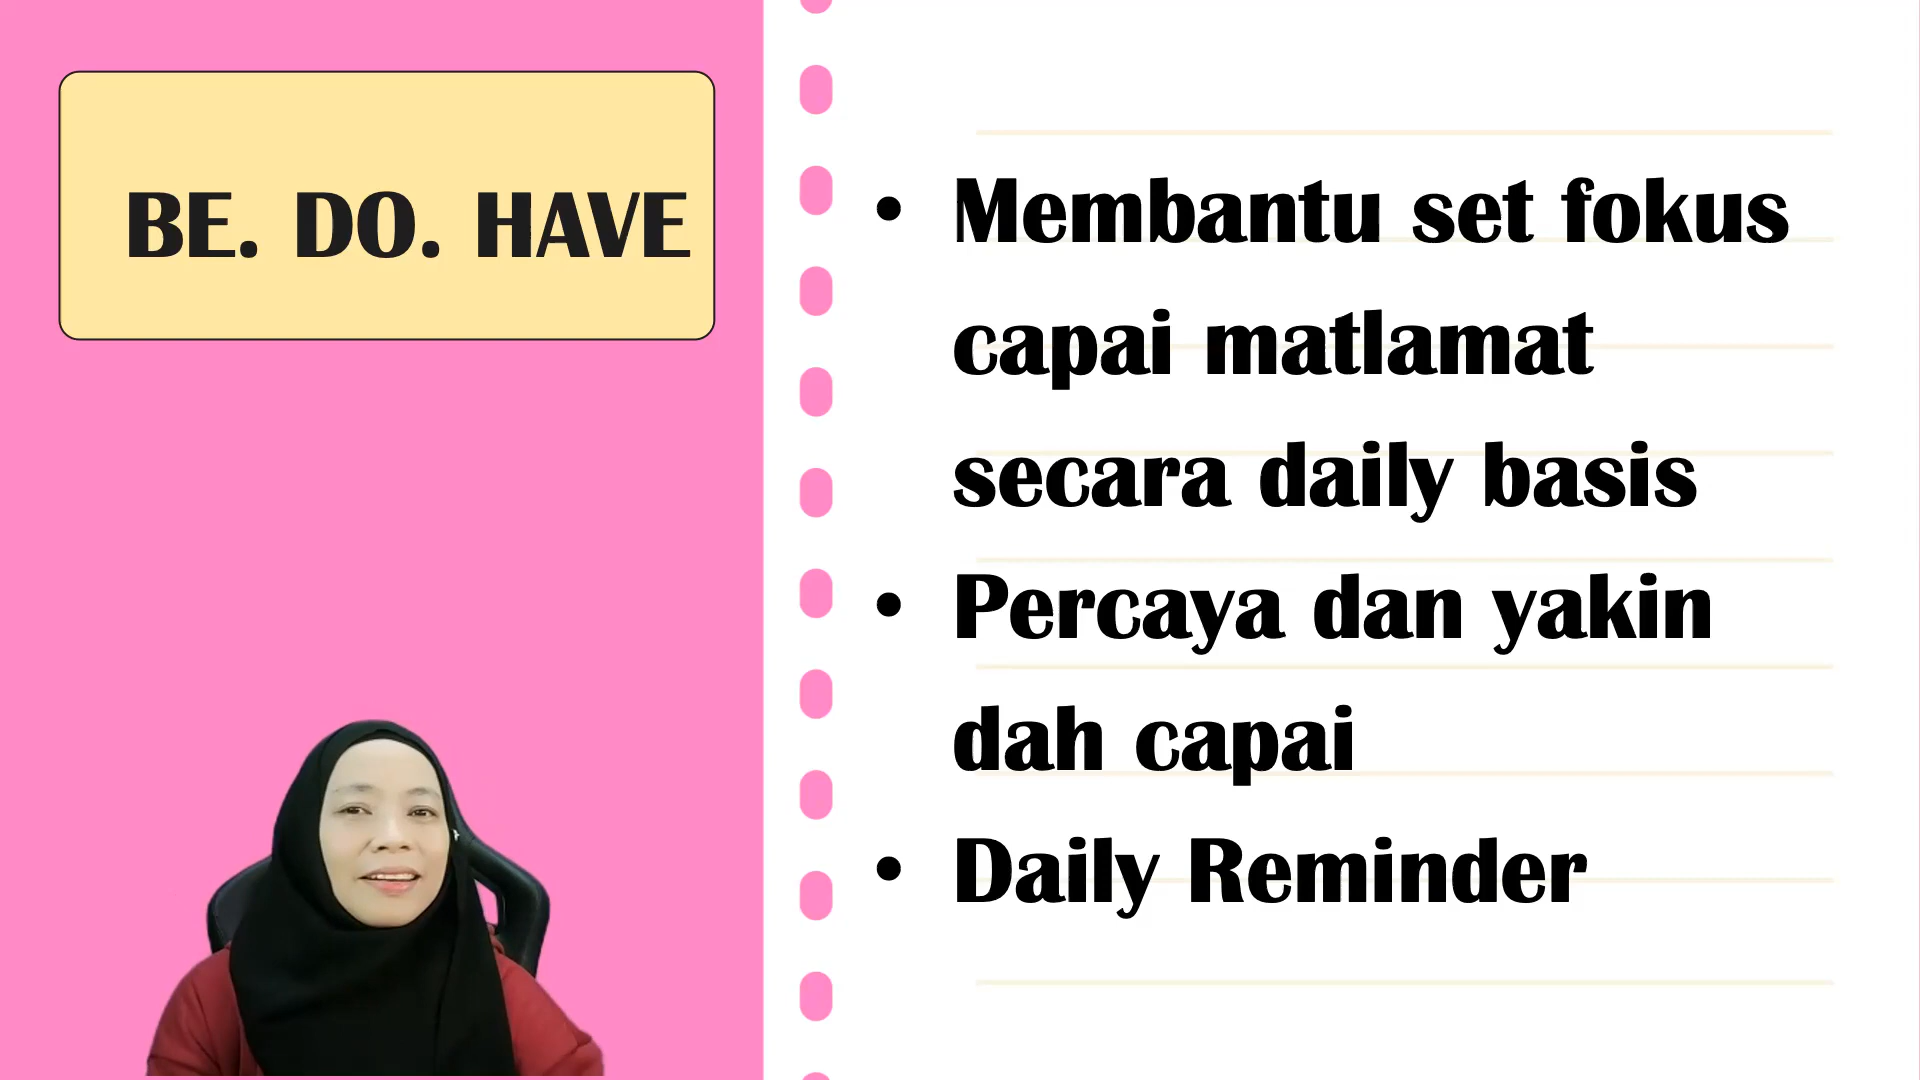 BE. DO. HAVE
• Membantu set fokus
capai matlamat
secara daily basis
• Percaya dan yakin
dah capai
• Daily Reminder